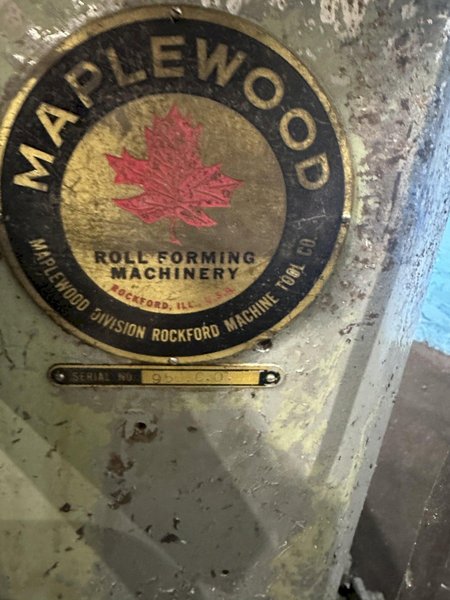 MAPLEWOOD
ROLL FORMING
MACHINERY
ROCKFORD, ILL., U.S.A.
MAPLEWOOD DIVISION ROCKFORD MACHINE TOOL CO.
SERIAL NO.